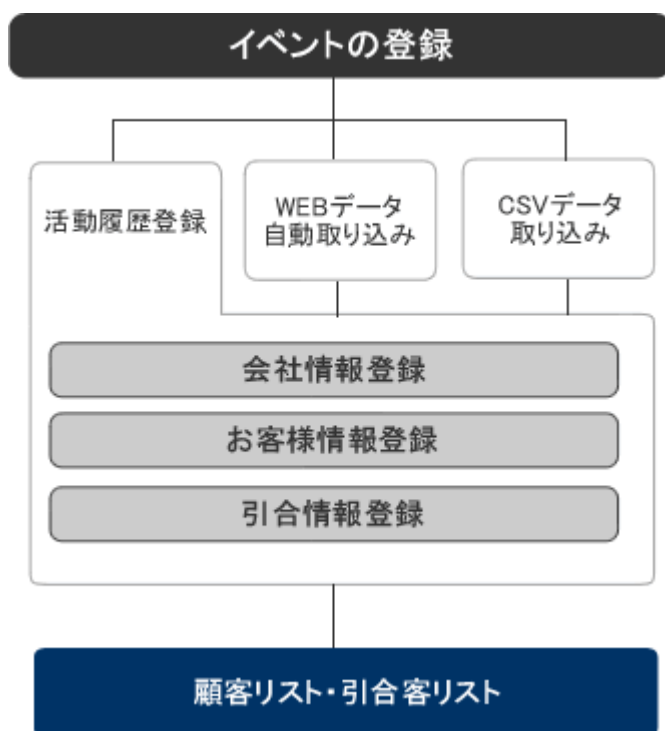 イベントの登録
活動履歴登録
WEBデータ
自動取り込み
CSVデータ
取り込み
会社情報登録
お客様情報登録
引合情報登録
顧客リスト・引合客リスト